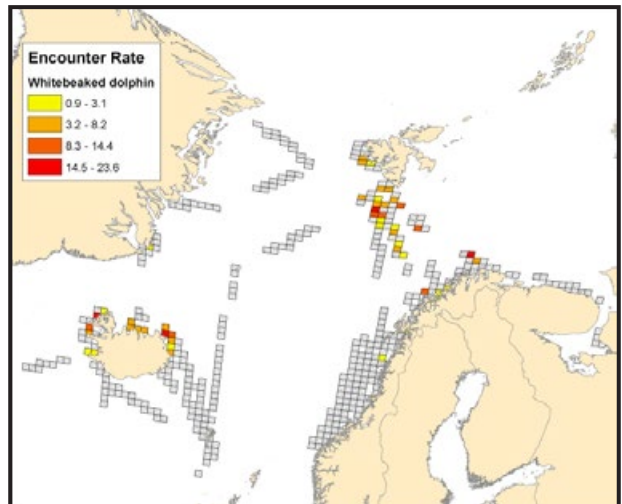 Encounter Rate
Whitebeaked dolphin
0.9 - 3.1
3.2 - 8.2
8.3 - 14.4
14.5 - 23.6